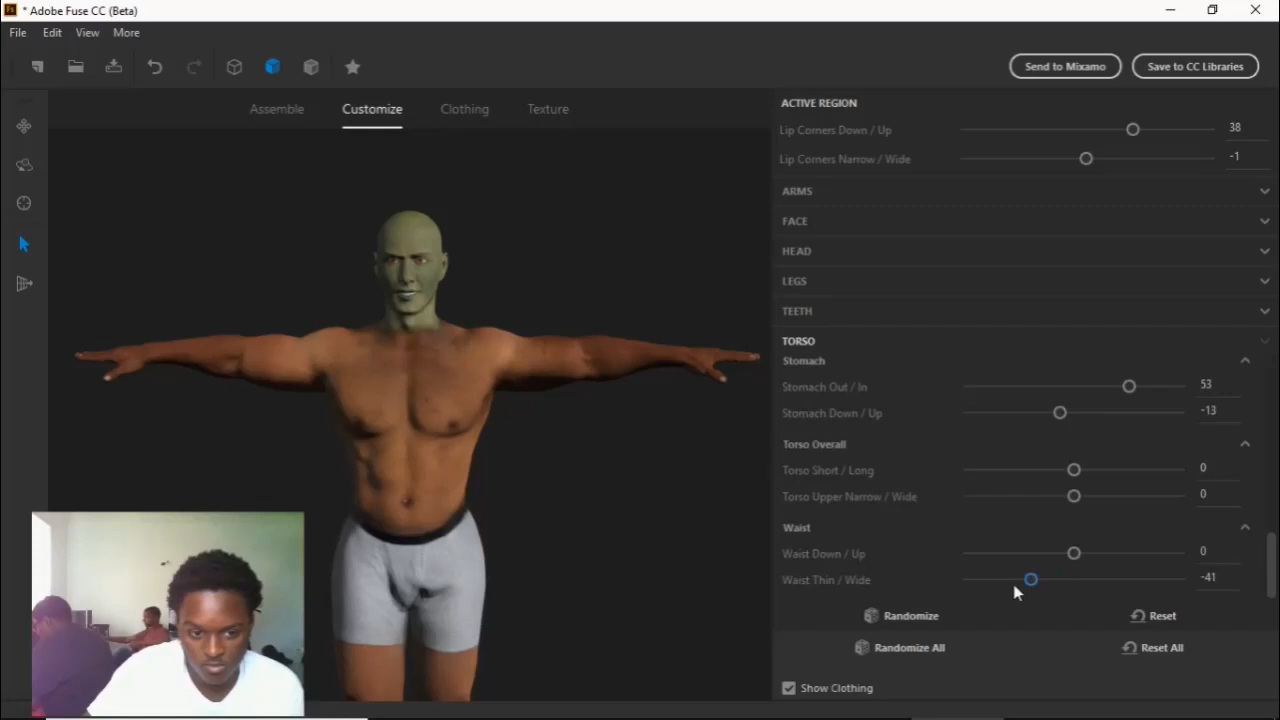 * Adobe Fuse CC (Beta)
File Edit View More
Send to Mixamo Save to CC Libraries
Assemble Customize Clothing Texture
ACTIVE REGION
Lip Corners Down / Up 38
Lip Corners Narrow / Wide -1
ARMS
FACE
HEAD
LEGS
TEETH
TORSO
Stomach
Stomach Out / In 53
Stomach Down / Up -13
Torso Overall
Torso Short / Long 0
Torso Upper Narrow / Wide 0
Waist
Waist Down / Up 0
Waist Thin / Wide -41
Randomize Reset
Randomize All Reset All
Show Clothing